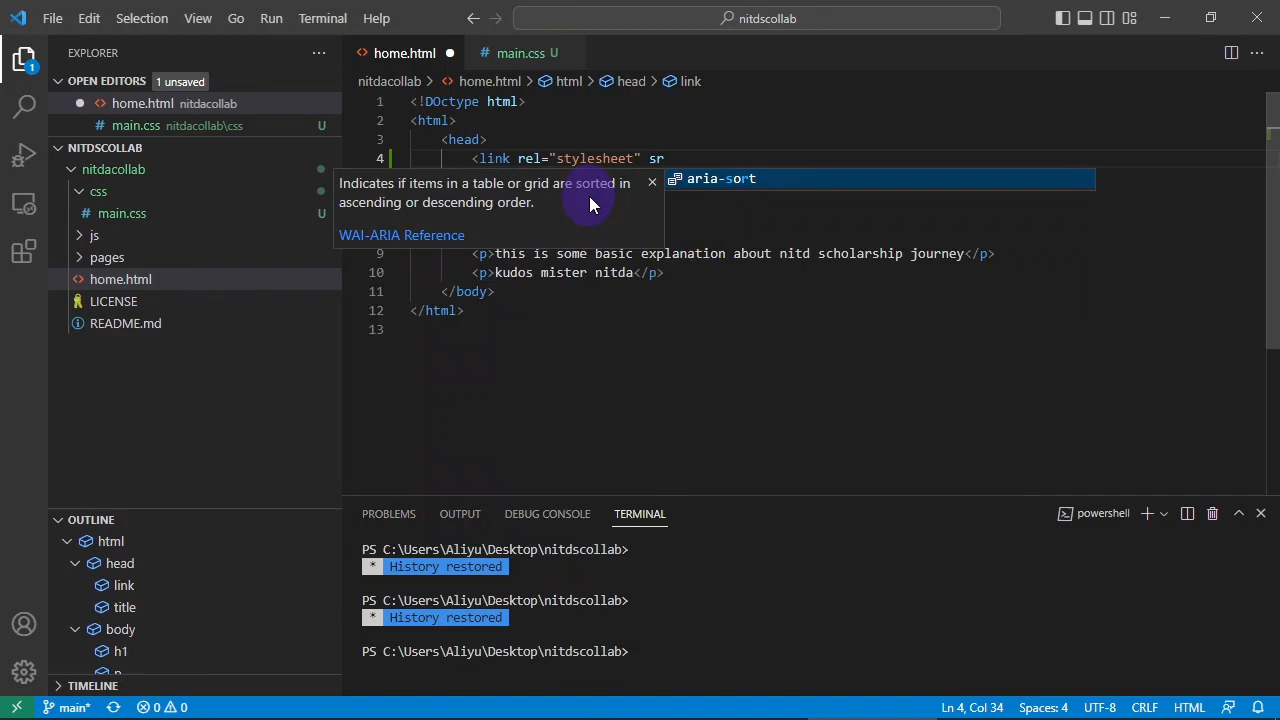 File Edit Selection View Go Run Terminal Help
nitdscollab
EXPLORER
OPEN EDITORS 1 unsaved
home.html nitdacollab
main.css nitdacollab\css U
NITDSCOLLAB
nitdacollab
css
main.css U
js
pages
home.html
LICENSE
README.md
OUTLINE
html
head
link
title
body
h1
TIMELINE
home.html
main.css U
nitdacollab > home.html > html > head > link
1 <!DOctype html>
2 <html>
3 <head>
4 <link rel="stylesheet" sr
aria-sort
Indicates if items in a table or grid are sorted in
ascending or descending order.
WAI-ARIA Reference
9 <p>this is some basic explanation about nitd scholarship journey</p>
10 <p>kudos mister nitda</p>
11 </body>
12 </html>
13
PROBLEMS OUTPUT DEBUG CONSOLE TERMINAL
powershell
PS C:\Users\Aliyu\Desktop\nitdscollab>
* History restored
PS C:\Users\Aliyu\Desktop\nitdscollab>
* History restored
PS C:\Users\Aliyu\Desktop\nitdscollab>
main* 0 0 Ln 4, Col 34 Spaces: 4 UTF-8 CRLF HTML